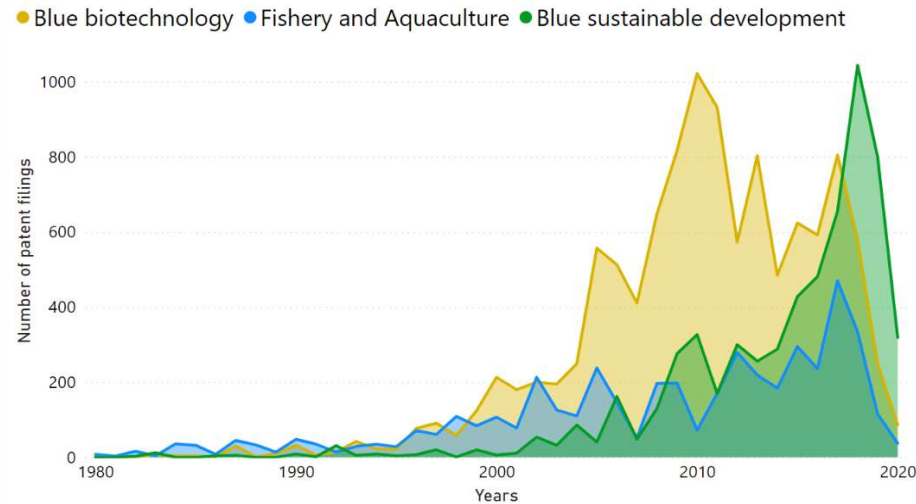 Blue biotechnology Fishery and Aquaculture Blue sustainable development
1000
800
600
400
200
0
Number of patent filings
1980 1990 2000 2010 2020
Years